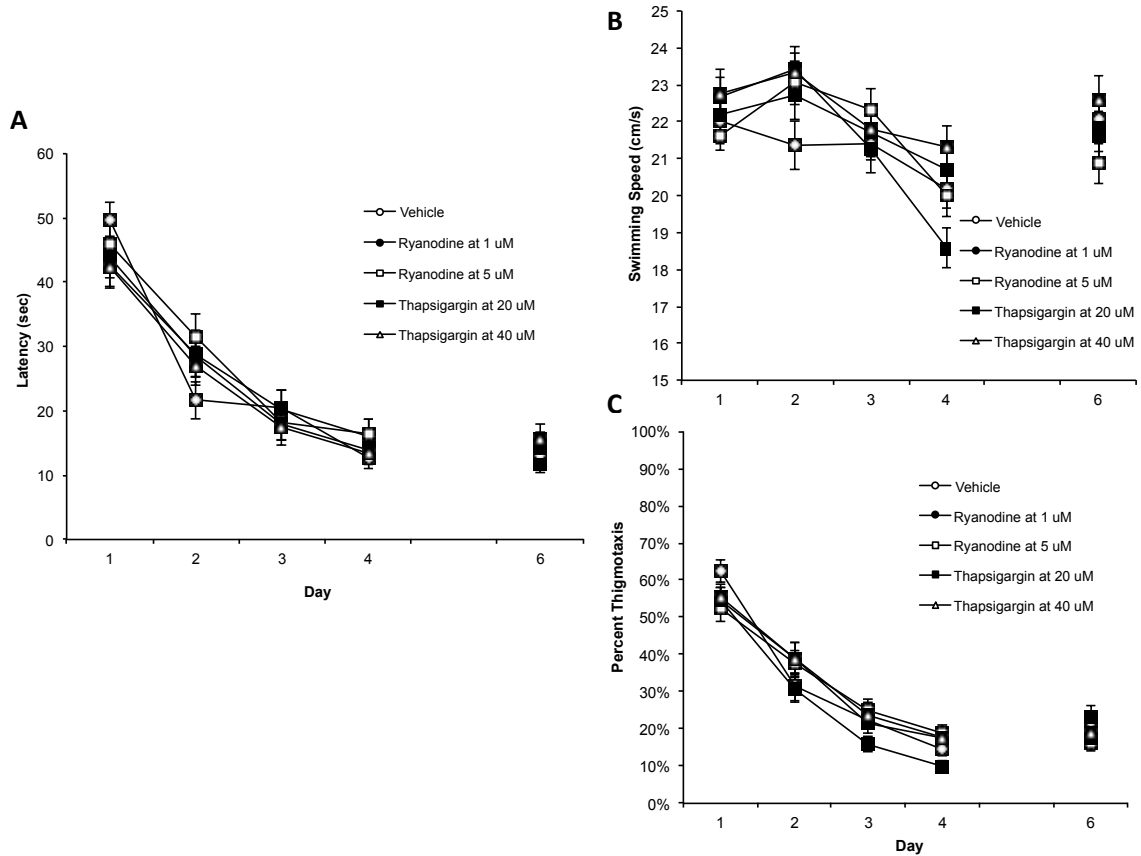 A
60
50
40
30
20
10
0
Latency (sec)
1 2 3 4 6
Day
Vehicle
Ryanodine at 1 uM
Ryanodine at 5 uM
Thapsigargin at 20 uM
Thapsigargin at 40 uM
B
25
24
23
22
21
20
19
18
17
16
15
Swimming Speed (cm/s)
1 2 3 4 6
Vehicle
Ryanodine at 1 uM
Ryanodine at 5 uM
Thapsigargin at 20 uM
Thapsigargin at 40 uM
C
100%
90%
80%
70%
60%
50%
40%
30%
20%
10%
0%
Percent Thigmotaxis
1 2 3 4 6
Day
Vehicle
Ryanodine at 1 uM
Ryanodine at 5 uM
Thapsigargin at 20 uM
Thapsigargin at 40 uM